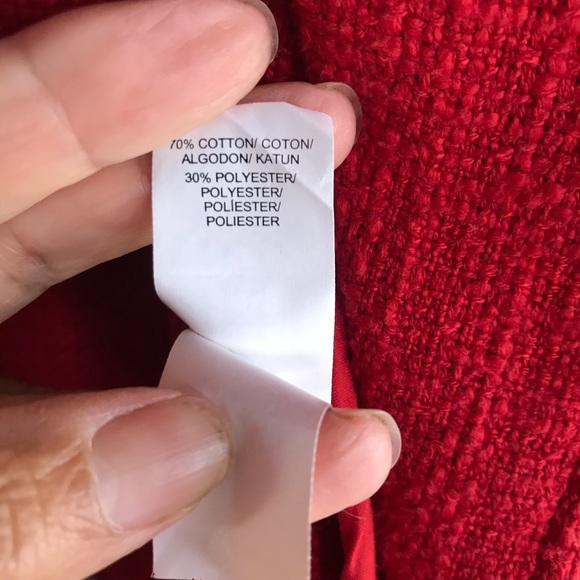 70% COTTON/ COTON/
ALGODON/ KATUN
30% POLYESTER/
POLYESTER/
POLÍESTER/
POLIESTER